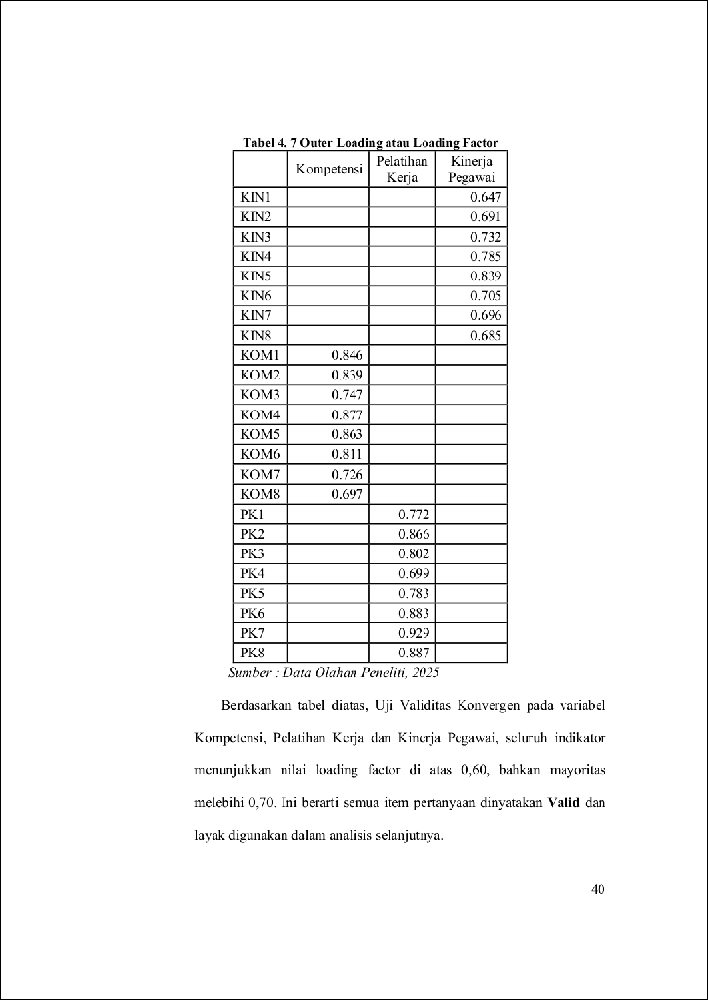 Tabel 4. 7 Outer Loading atau Loading Factor
Kompetensi Pelatihan Kerja Kinerja Pegawai
KIN1 0.647
KIN2 0.691
KIN3 0.732
KIN4 0.785
KIN5 0.839
KIN6 0.705
KIN7 0.696
KIN8 0.685
KOM1 0.846
KOM2 0.839
KOM3 0.747
KOM4 0.877
KOM5 0.863
KOM6 0.811
KOM7 0.726
KOM8 0.697
PK1 0.772
PK2 0.866
PK3 0.802
PK4 0.699
PK5 0.783
PK6 0.883
PK7 0.929
PK8 0.887
Sumber : Data Olahan Peneliti, 2025
Berdasarkan tabel diatas, Uji Validitas Konvergen pada variabel
Kompetensi, Pelatihan Kerja dan Kinerja Pegawai, seluruh indikator
menunjukkan nilai loading factor di atas 0,60, bahkan mayoritas
melebihi 0,70. Ini berarti semua item pertanyaan dinyatakan Valid dan
layak digunakan dalam analisis selanjutnya.
40